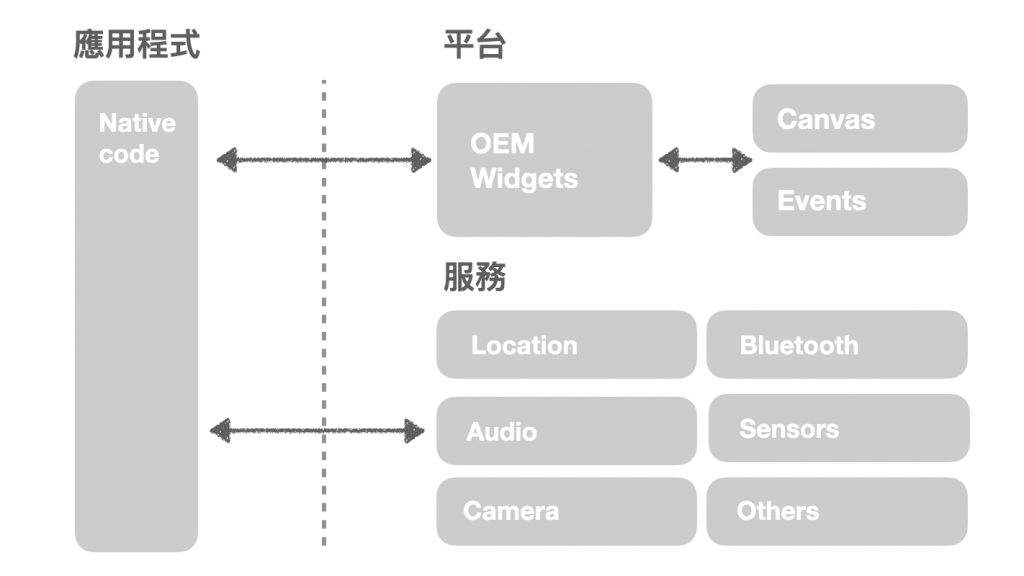 應用程式
平台
Native
code
OEM
Widgets
Canvas
Events
服務
Location
Bluetooth
Audio
Sensors
Camera
Others